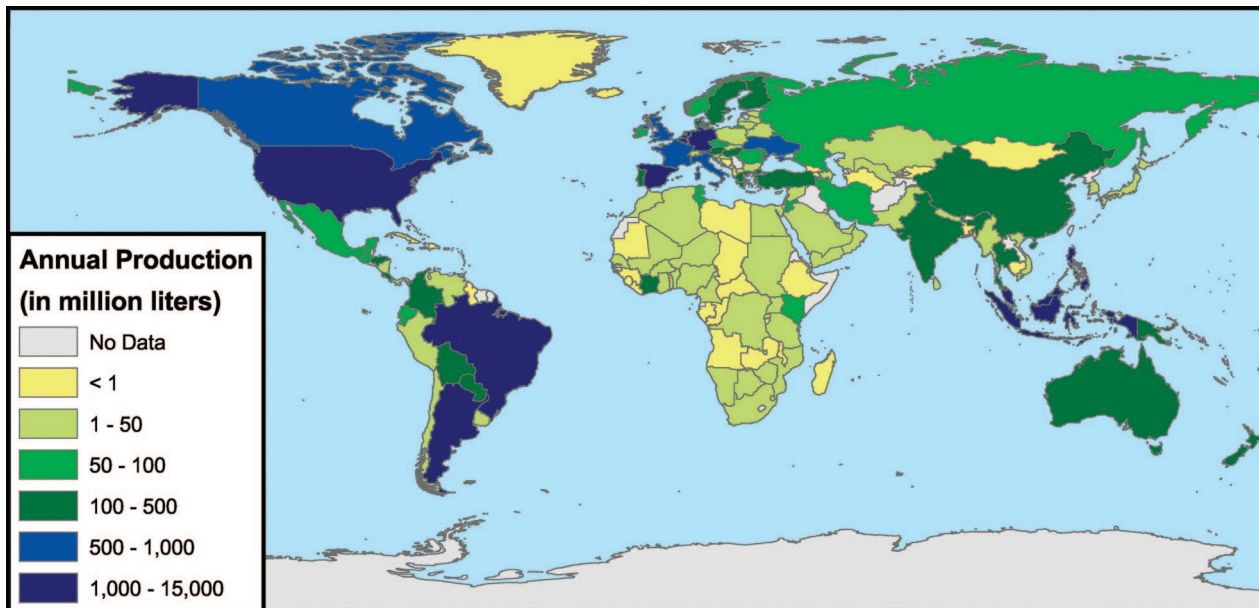 Annual Production
(in million liters)
No Data
< 1
1 - 50
50 - 100
100 - 500
500 - 1,000
1,000 - 15,000